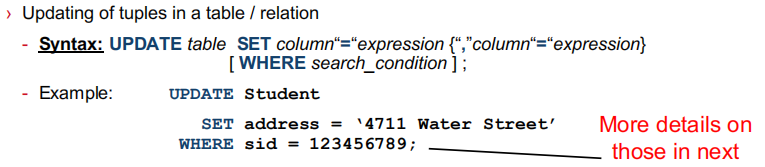 › Updating of tuples in a table / relation
- Syntax: UPDATE table SET column“=“expression {“,”column“=“expression}
[ WHERE search_condition ] ;
- Example: UPDATE Student
SET address = ‘4711 Water Street’
WHERE sid = 123456789;
More details on
those in next